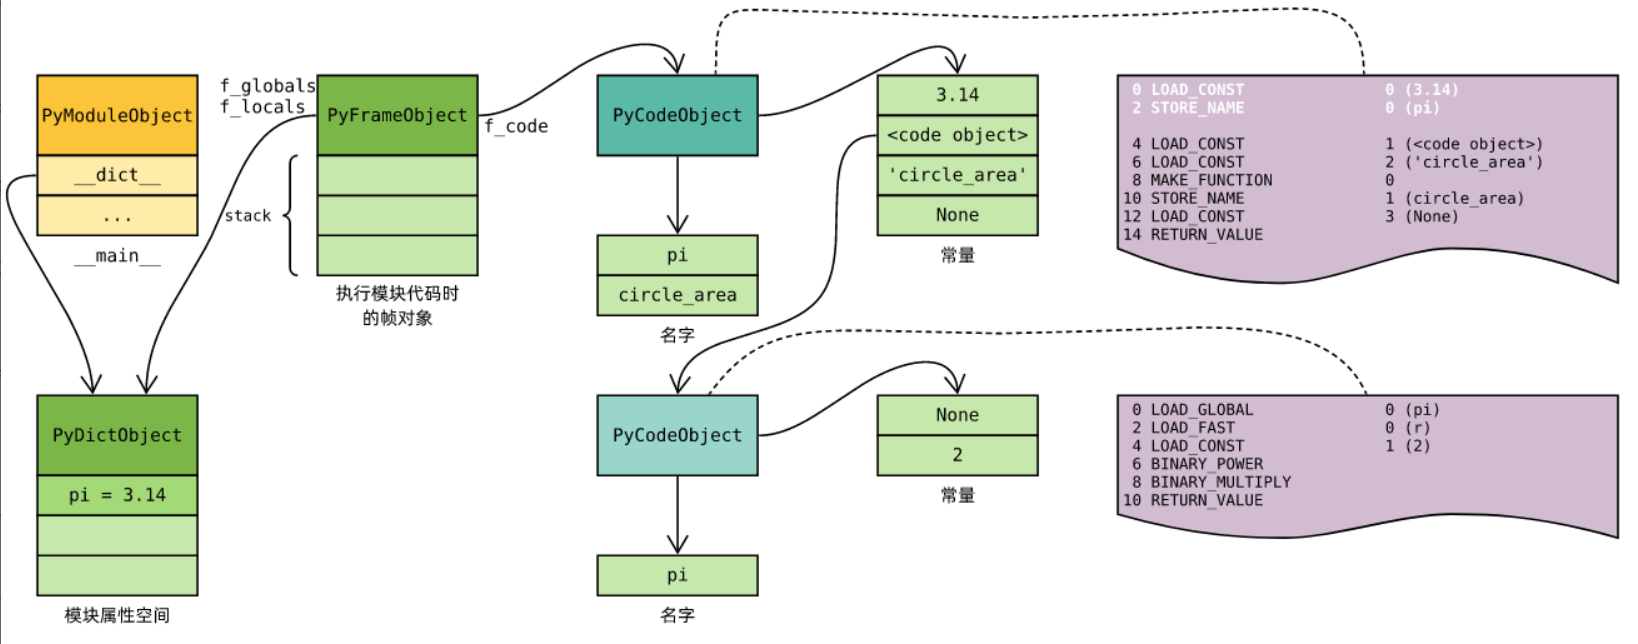 f_globals
f_locals
PyModuleObject
__dict__
...
__main__
PyFrameObject
stack
执行模块代码时
的帧对象
f_code
PyCodeObject
pi
circle_area
名字
3.14
<code object>
'circle_area'
None
常量
0 LOAD_CONST 0 (3.14)
2 STORE_NAME 0 (pi)
4 LOAD_CONST 1 (<code object>)
6 LOAD_CONST 2 ('circle_area')
8 MAKE_FUNCTION 0
10 STORE_NAME 1 (circle_area)
12 LOAD_CONST 3 (None)
14 RETURN_VALUE
PyDictObject
pi = 3.14
模块属性空间
PyCodeObject
pi
名字
None
2
常量
0 LOAD_GLOBAL 0 (pi)
2 LOAD_FAST 0 (r)
4 LOAD_CONST 1 (2)
6 BINARY_POWER
8 BINARY_MULTIPLY
10 RETURN_VALUE